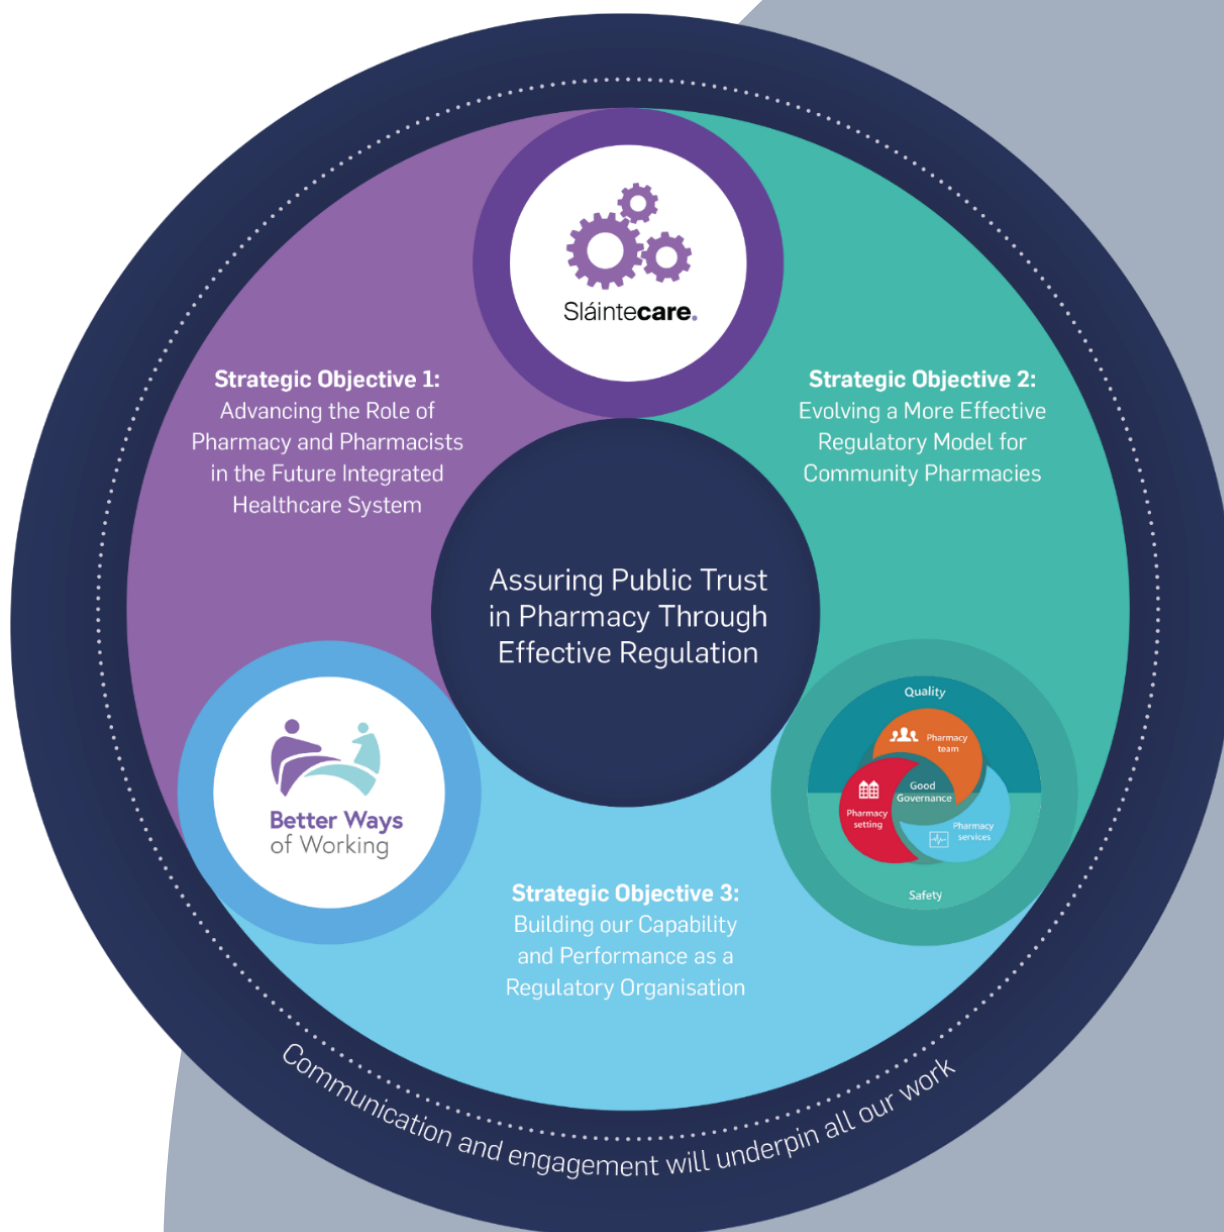 Sláintecare.
Strategic Objective 1:
Advancing the Role of
Pharmacy and Pharmacists
in the Future Integrated
Healthcare System
Strategic Objective 2:
Evolving a More Effective
Regulatory Model for
Community Pharmacies
Assuring Public Trust
in Pharmacy Through
Effective Regulation
Better Ways
of Working
Quality
Pharmacy
team
Good
Governance
Pharmacy
setting
Pharmacy
services
Safety
Strategic Objective 3:
Building our Capability
and Performance as a
Regulatory Organisation
Communication and engagement will underpin all our work